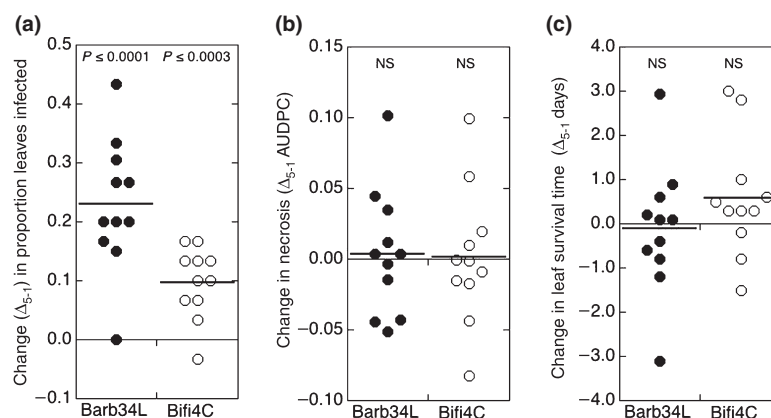 (a)
P ≤ 0.0001 P ≤ 0.0003
Change (Δ5-1) in proportion leaves infected
0.5
0.4
0.3
0.2
0.1
0.0
−0.1
Barb34L Bifi4C
(b)
NS NS
Change in necrosis (Δ5-1 AUDPC)
0.15
0.10
0.05
0.00
−0.05
−0.10
Barb34L Bifi4C
(c)
NS NS
Change in leaf survival time (Δ5-1 days)
4.0
3.0
2.0
1.0
0.0
−1.0
−2.0
−3.0
−4.0
Barb34L Bifi4C